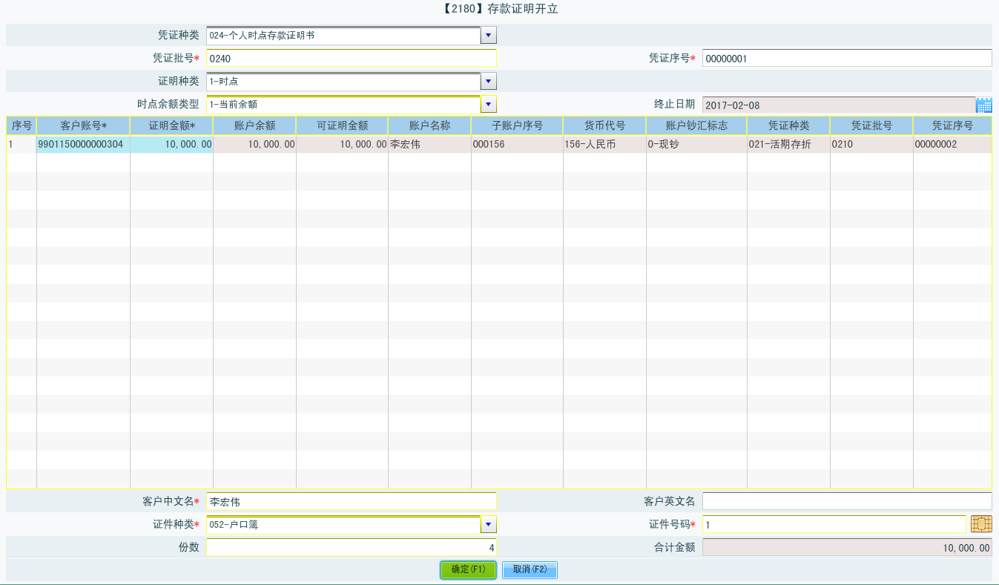 【2180】存款证明开立
凭证种类 024-个人时点存款证明书
凭证批号* 0240 凭证序号* 00000001
证明种类 1-时点
时点余额类型 1-当前余额 终止日期 2017-02-08
序号 客户账号* 证明金额* 账户余额 可证明金额 账户名称 子账户序号 货币代号 账户钞汇标志 凭证种类 凭证批号 凭证序号
1 9901150000000304 10,000.00 10,000.00 10,000.00 李宏伟 000156 156-人民币 0-现钞 021-活期存折 0210 00000002
客户中文名* 李宏伟 客户英文名
证件种类* 052-户口簿 证件号码* 1
份数 4 合计金额 10,000.00
确定(F1) 取消(F2)